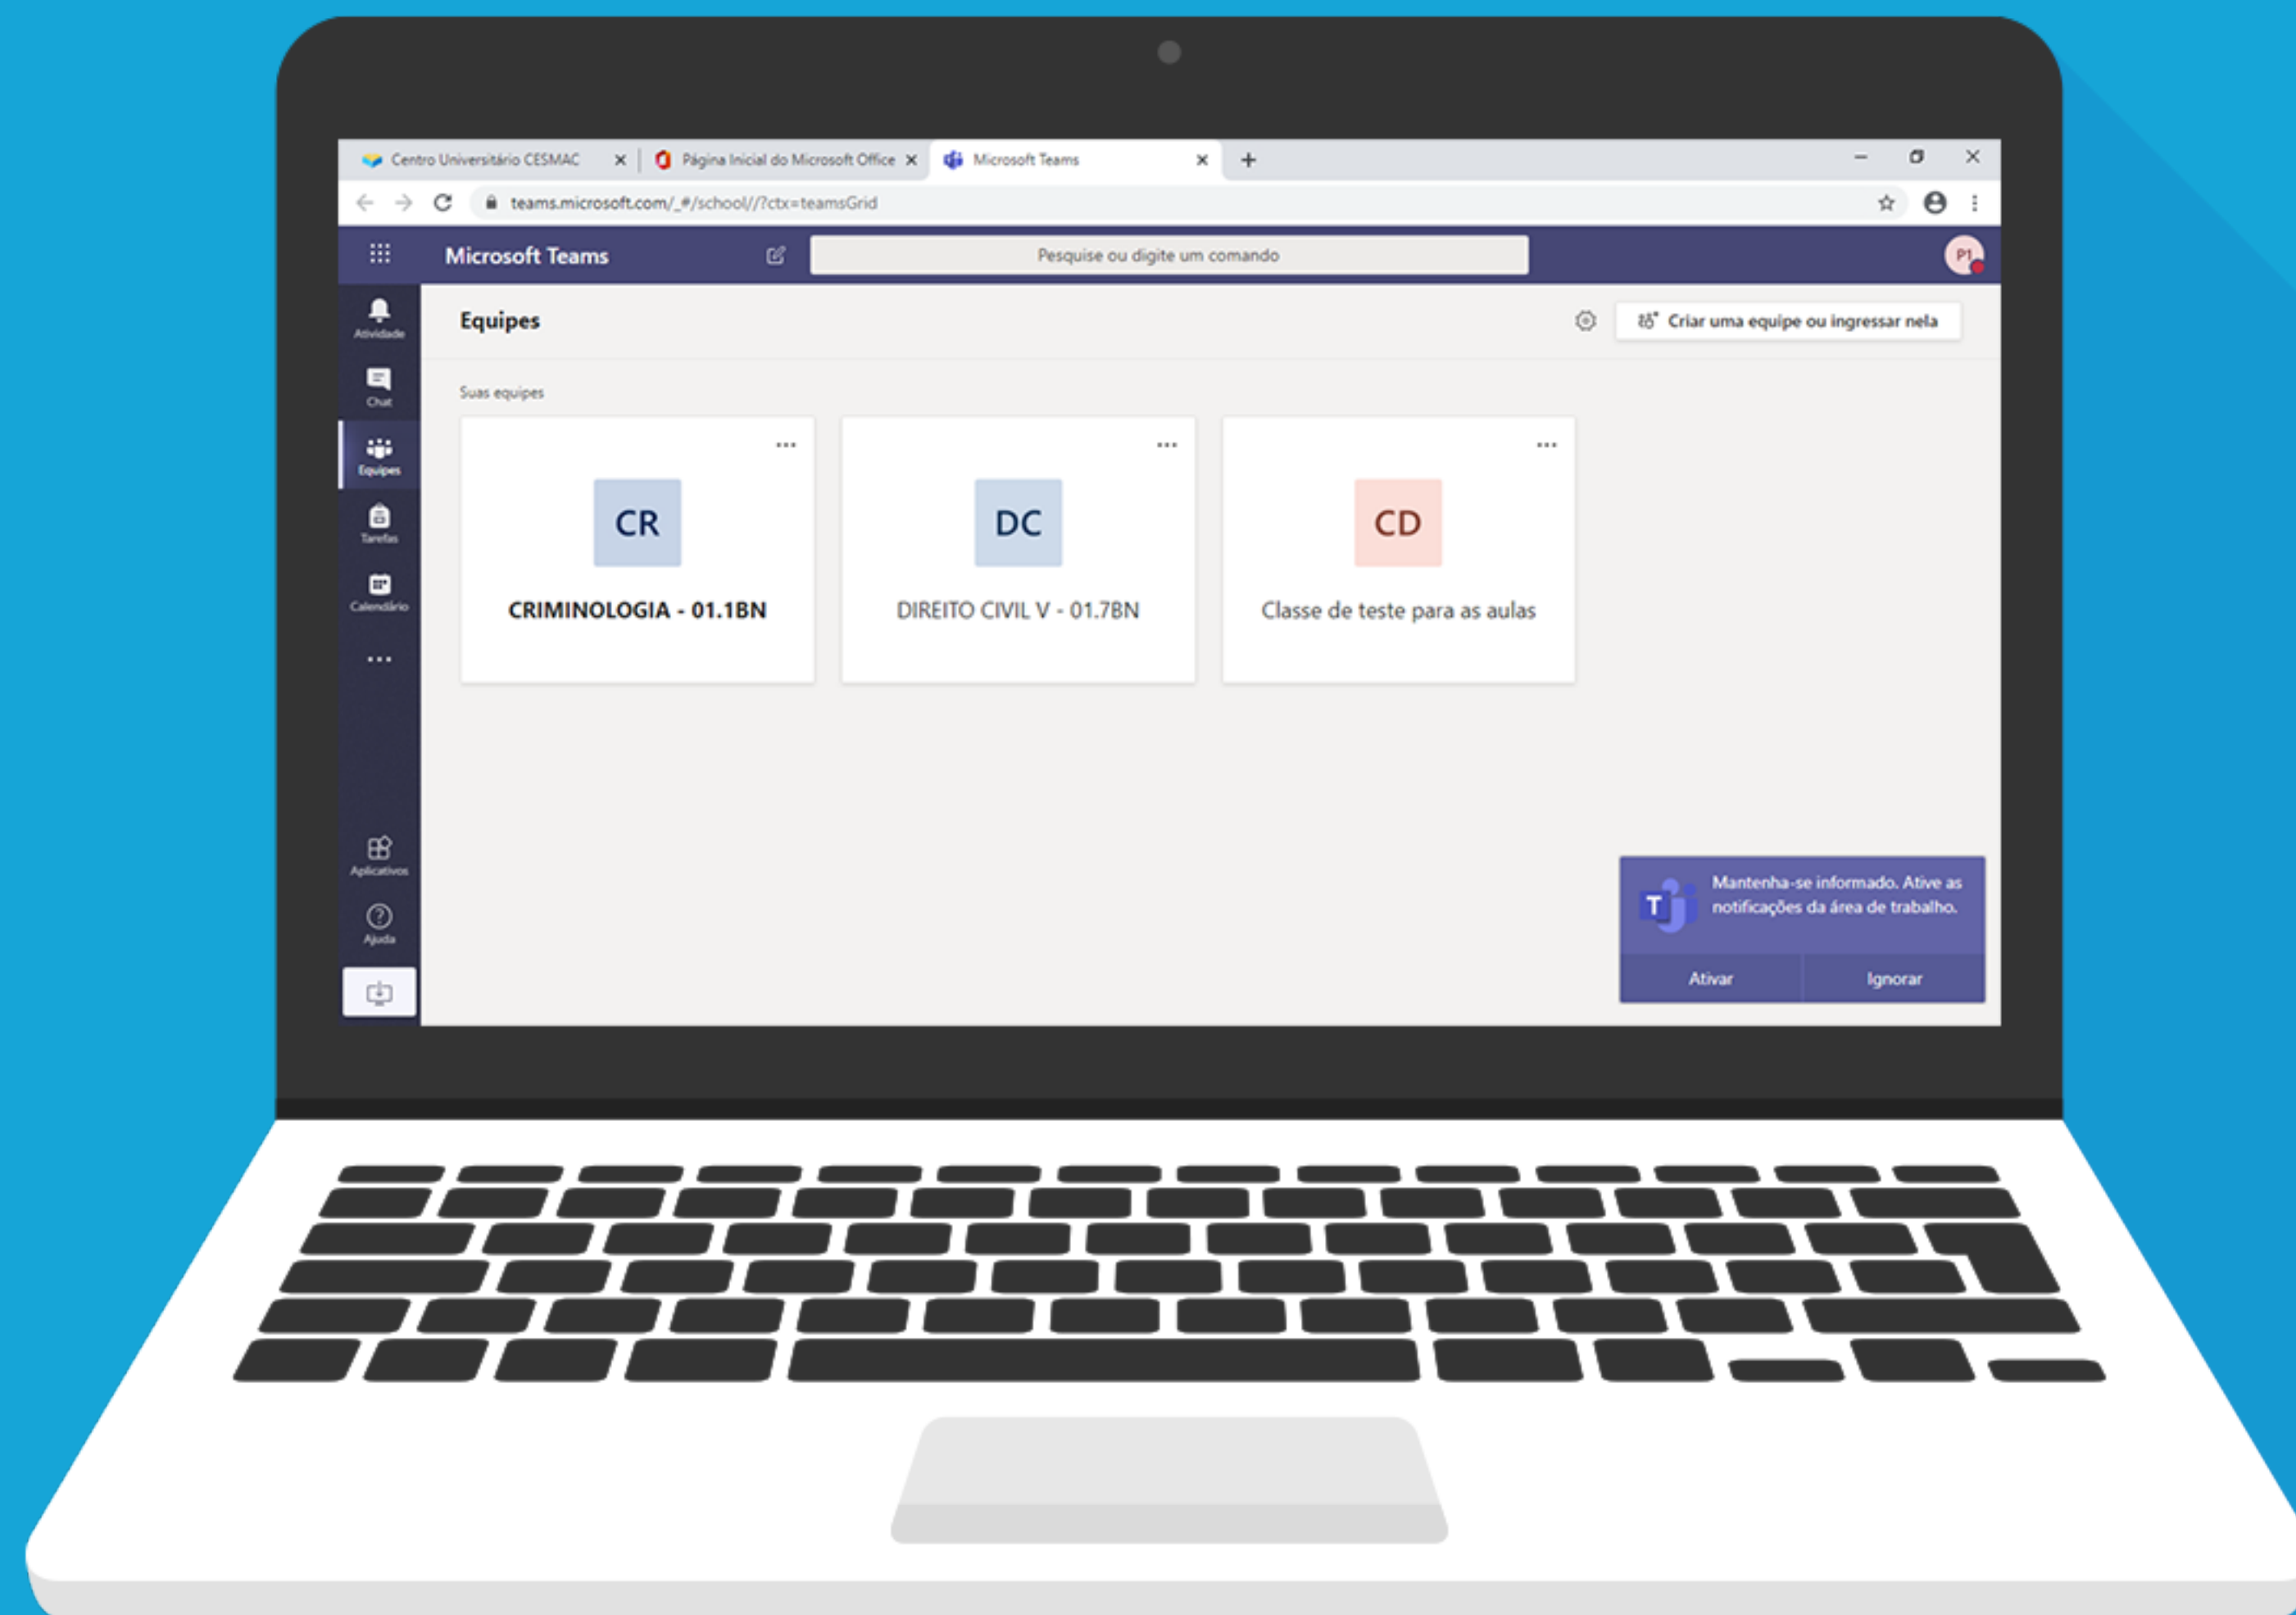 Centro Universitário CESMAC
Página Inicial do Microsoft Office
Microsoft Teams
teams.microsoft.com/_#/school//?ctx=teamsGrid
Microsoft Teams
Pesquise ou digite um comando
P1
Atividade
Chat
Equipes
Tarefas
Calendário
Aplicativos
Ajuda
Equipes
Criar uma equipe ou ingressar nela
Suas equipes
CR
CRIMINOLOGIA - 01.1BN
DC
DIREITO CIVIL V - 01.7BN
CD
Classe de teste para as aulas
T
Mantenha-se informado. Ative as
notificações da área de trabalho.
Ativar
Ignorar